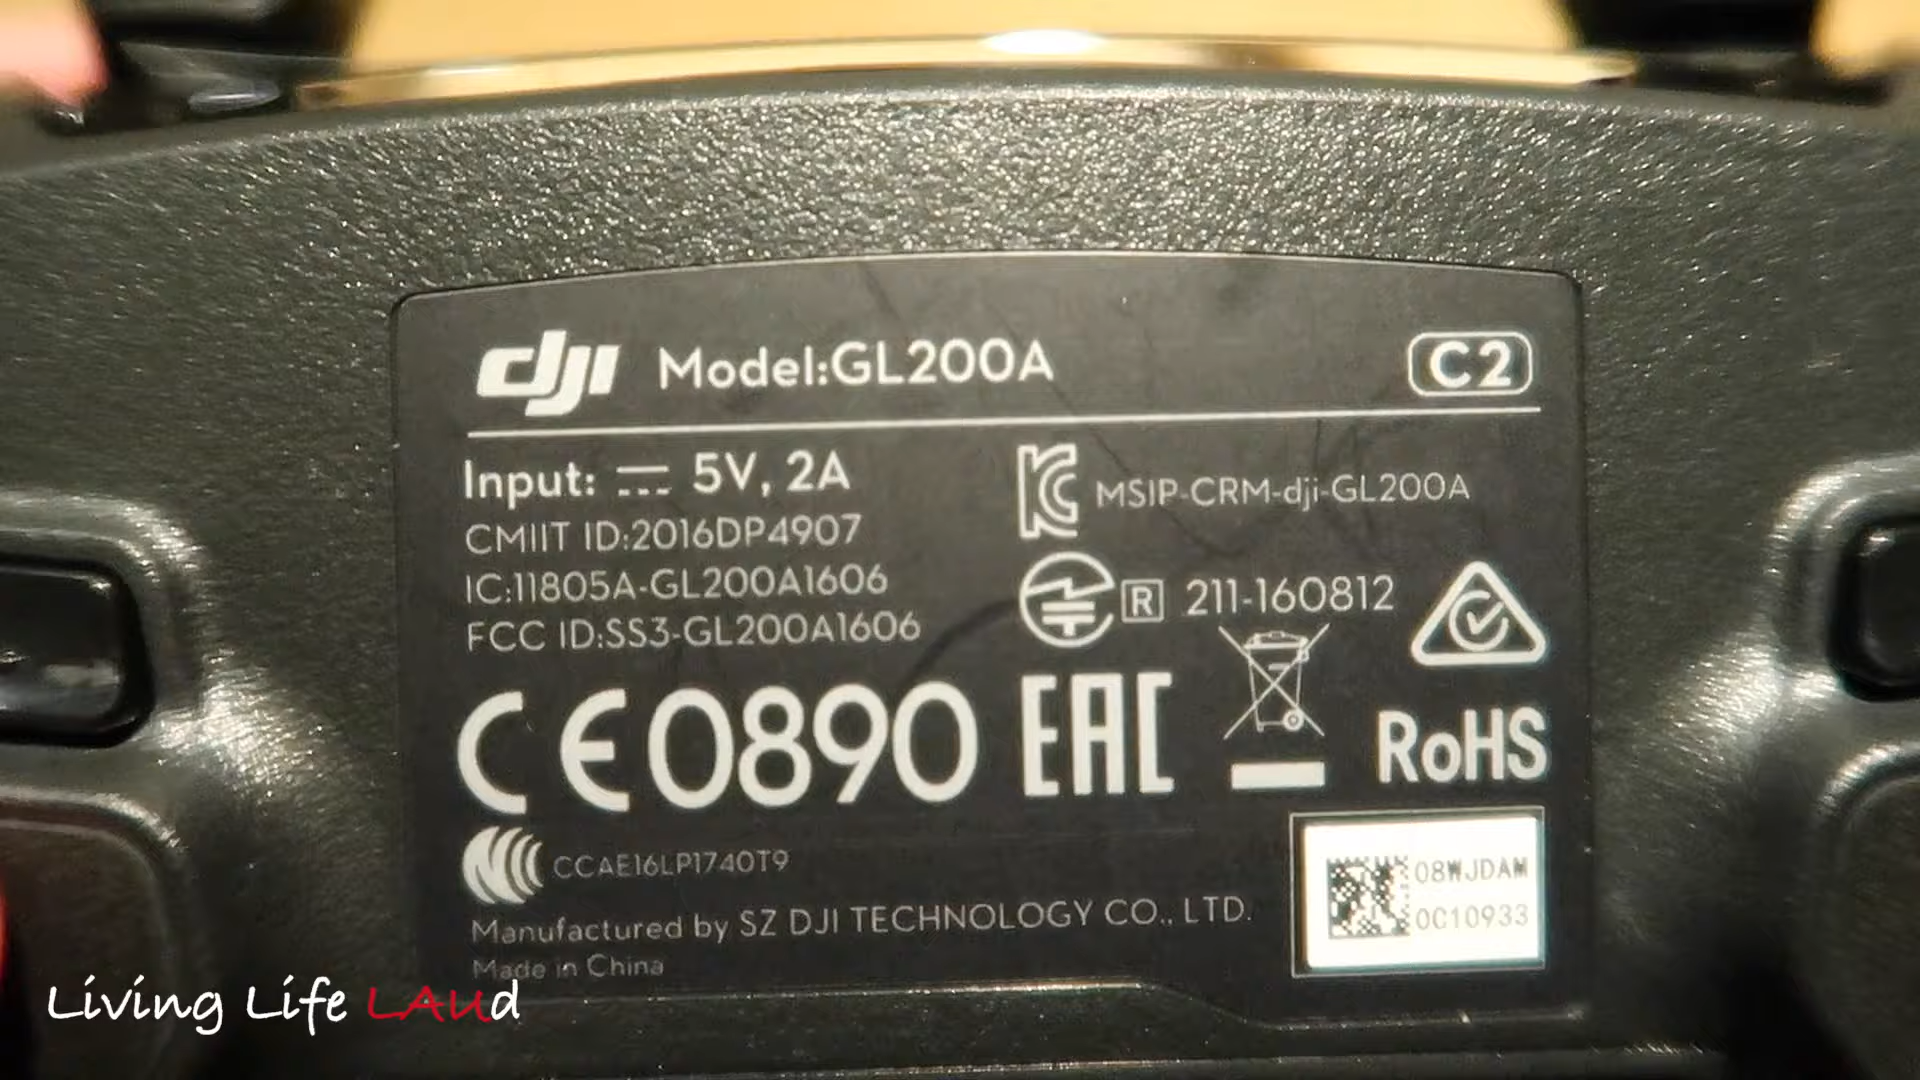 dji Model:GL200A C2
Input: 5V, 2A
CMIIT ID:2016DP4907
IC:11805A-GL200A1606
FCC ID:SS3-GL200A1606
MSIP-CRM-dji-GL200A
R 211-160812
CE0890 EAC
RoHS
CCAE16LP1740T9
Manufactured by SZ DJI TECHNOLOGY CO., LTD.
Made in China
08WJDAM
0C10933
Living Life LAUd